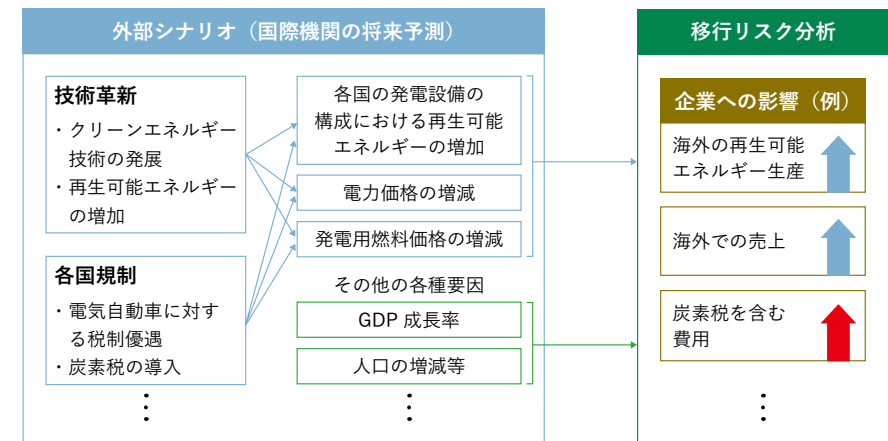 外部シナリオ（国際機関の将来予測）
技術革新
・クリーンエネルギー
技術の発展
・再生可能エネルギー
の増加
各国規制
・電気自動車に対す
る税制優遇
・炭素税の導入
⋮
各国の発電設備の
構成における再生可能
エネルギーの増加
電力価格の増減
発電用燃料価格の増減
その他の各種要因
GDP 成長率
人口の増減等
⋮
移行リスク分析
企業への影響（例）
海外の再生可能
エネルギー生産
海外での売上
炭素税を含む
費用
⋮